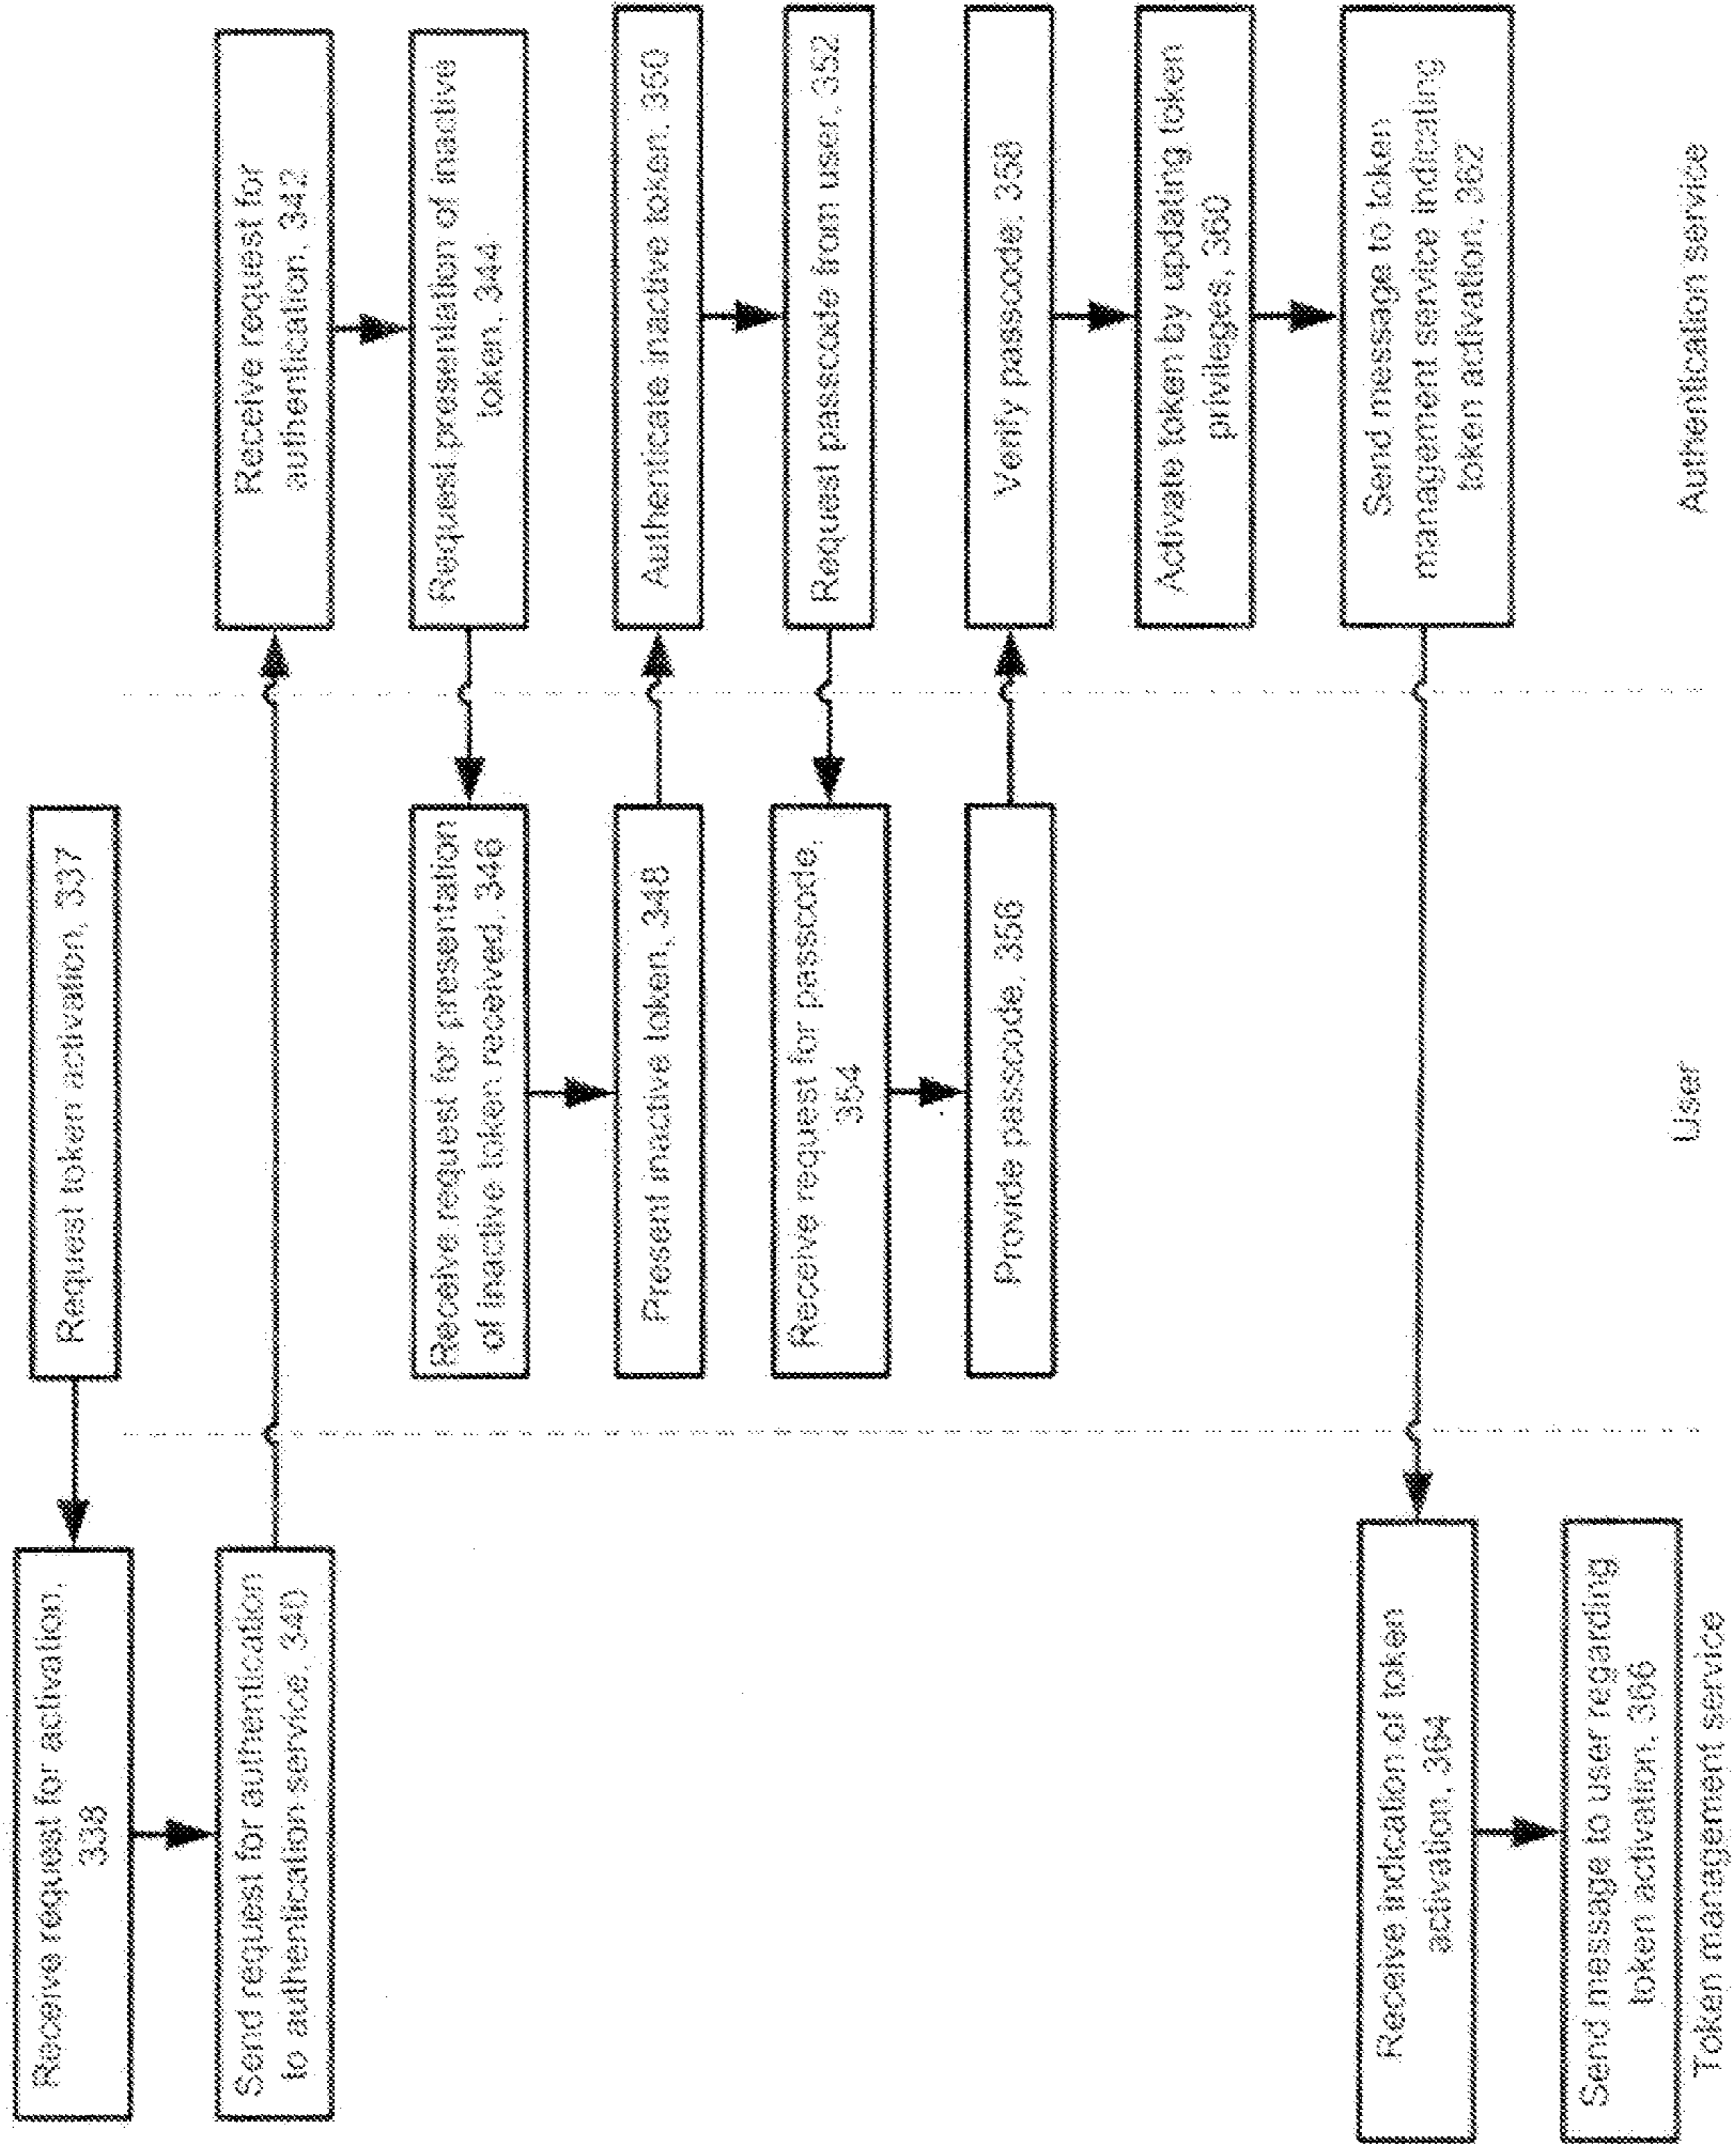 Request token activation, 337
Receive request for activation,
338
Send request for authentication
to authentication service, 340
Receive request for
authentication, 342
Request presentation of inactive
token, 344
Receive request for presentation
of inactive token received, 346
Present inactive token, 348
Authenticate inactive token, 350
Request passcode from user, 352
Receive request for passcode,
354
Provide passcode, 356
Verify passcode, 358
Activate token by updating token
privileges, 360
Send message to token
management service indicating
token activation, 362
Receive indication of token
activation, 364
Send message to user regarding
token activation, 366
Token management service
User
Authentication service